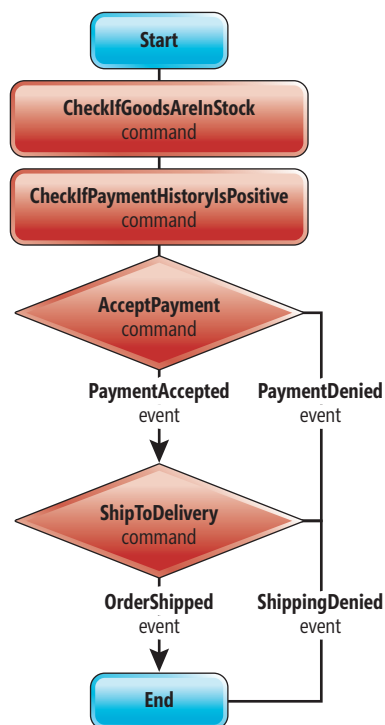 Start
CheckIfGoodsAreInStock
command
CheckIfPaymentHistoryIsPositive
command
AcceptPayment
command
PaymentAccepted
event
PaymentDenied
event
ShipToDelivery
command
OrderShipped
event
ShippingDenied
event
End